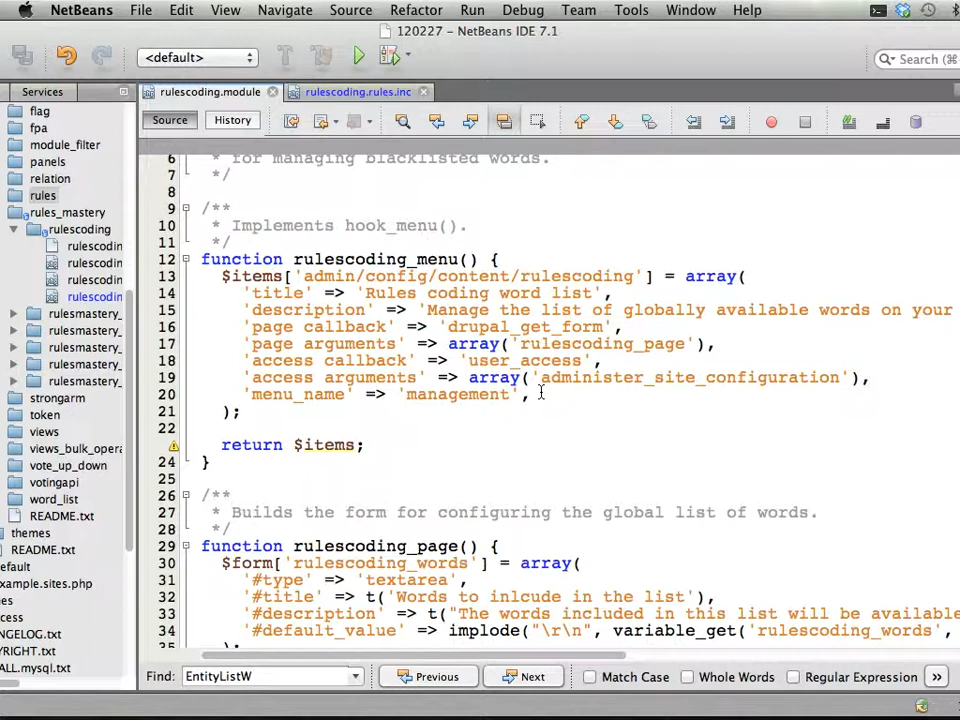 NetBeans File Edit View Navigate Source Refactor Run Debug Team Tools Window Help
120227 - NetBeans IDE 7.1
<default> Search (⌘
Services rulescoding.module rulescoding.rules.inc
Source History
flag
fpa
module_filter
panels
relation
rules
rules_mastery
rulescoding
rulescodin
rulescodin
rulescodin
rulescodin
rulesmastery_
rulesmastery_
rulesmastery_
rulesmastery_
strongarm
token
views
views_bulk_opera
vote_up_down
votingapi
word_list
README.txt
themes
README.txt
efault
xample.sites.php
es
cess
NGELOG.txt
YRIGHT.txt
ALL.mysql.txt
6 * for managing blacklisted words.
7 */
8
9 /**
10 * Implements hook_menu().
11 */
12 function rulescoding_menu() {
13 $items['admin/config/content/rulescoding'] = array(
14 'title' => 'Rules coding word list',
15 'description' => 'Manage the list of globally available words on your
16 'page callback' => 'drupal_get_form',
17 'page arguments' => array('rulescoding_page'),
18 'access callback' => 'user_access',
19 'access arguments' => array('administer_site_configuration'),
20 'menu_name' => 'management',
21 );
22
return $items;
24 }
25
26 /**
27 * Builds the form for configuring the global list of words.
28 */
29 function rulescoding_page() {
30 $form['rulescoding_words'] = array(
31 '#type' => 'textarea',
32 '#title' => t('Words to inlcude in the list'),
33 '#description' => t("The words included in this list will be available
34 '#default_value' => implode("\r\n", variable_get('rulescoding_words',
35 );
Find: EntityListW Previous Next Match Case Whole Words Regular Expression »